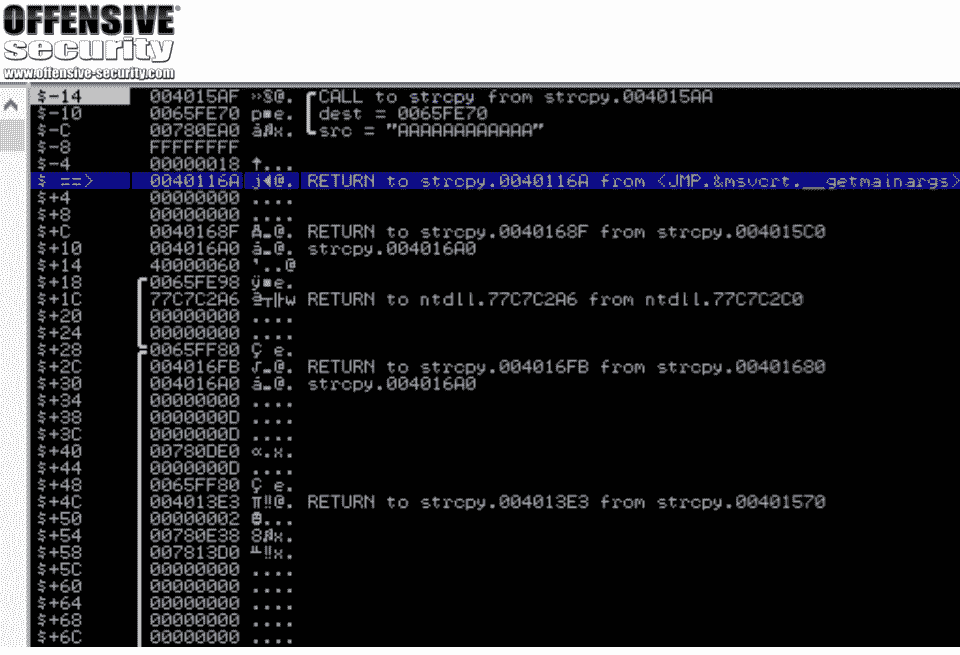 OFFENSIVE
security
www.offensive-security.com
$-14 004015AF »§@. CALL to strcpy from strcpy.004015AA
$-10 0065FE70 p■e. dest = 0065FE70
$-C 00780EA0 á♫x. src = "AAAAAAAAAAAA"
$-8 FFFFFFFF
$-4 00000018 ↑...
$ ==> 0040116A j◄@. RETURN to strcpy.0040116A from <JMP.&msvcrt.__getmainargs>
$+4 00000000 ....
$+8 00000000 ....
$+C 0040168F Å_@. RETURN to strcpy.0040168F from strcpy.004015C0
$+10 004016A0 á_@. strcpy.004016A0
$+14 40000060 `..@
$+18 0065FE98 ÿ■e.
$+1C 77C7C2A6 ª┬╟w RETURN to ntdll.77C7C2A6 from ntdll.77C7C2C0
$+20 00000000 ....
$+24 00000000 ....
$+28 0065FF80 Ç e.
$+2C 004016FB √_@. RETURN to strcpy.004016FB from strcpy.00401680
$+30 004016A0 á_@. strcpy.004016A0
$+34 00000000 ....
$+38 0000000D ....
$+3C 0000000D ....
$+40 00780DE0 α.x.
$+44 0000000D ....
$+48 0065FF80 Ç e.
$+4C 004013E3 π‼@. RETURN to strcpy.004013E3 from strcpy.00401570
$+50 00000002 ☻...
$+54 00780E38 8♫x.
$+58 007813D0 ╨‼x.
$+5C 00000000 ....
$+60 00000000 ....
$+64 00000000 ....
$+68 00000000 ....
$+6C 00000000 ....